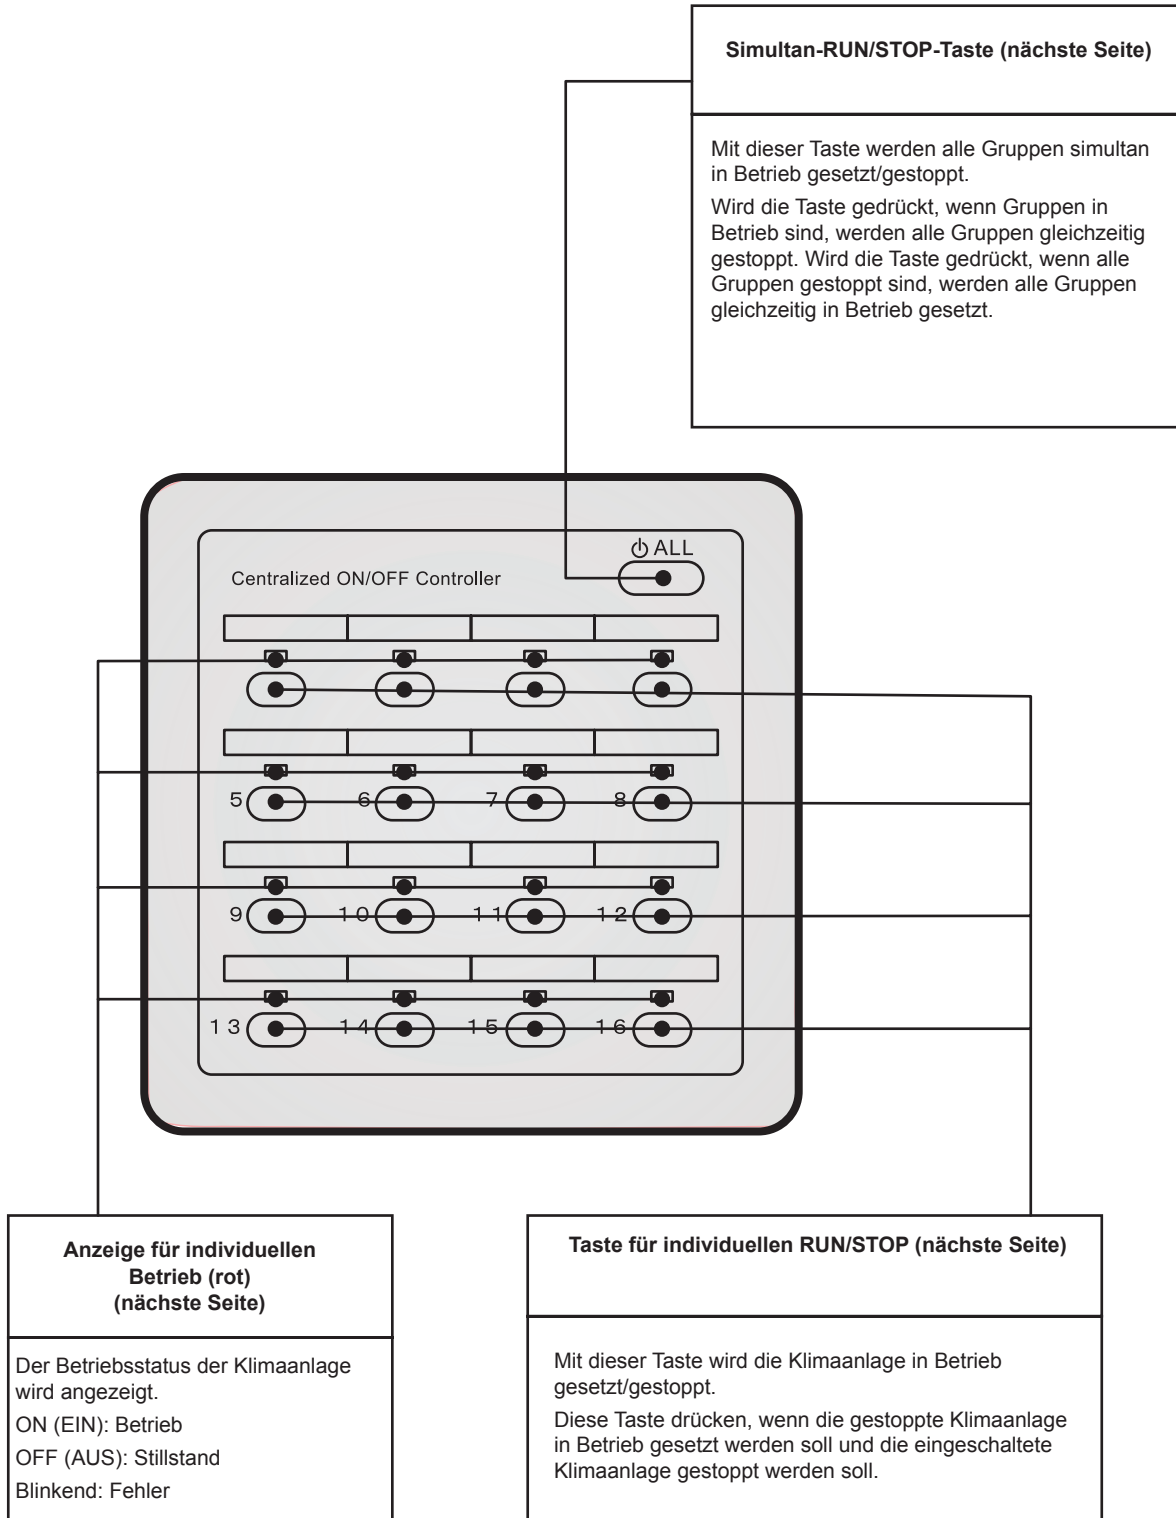 Simultan-RUN/STOP-Taste (nächste Seite)
Mit dieser Taste werden alle Gruppen simultan
in Betrieb gesetzt/gestoppt.
Wird die Taste gedrückt, wenn Gruppen in
Betrieb sind, werden alle Gruppen gleichzeitig
gestoppt. Wird die Taste gedrückt, wenn alle
Gruppen gestoppt sind, werden alle Gruppen
gleichzeitig in Betrieb gesetzt.
ALL
Centralized ON/OFF Controller
5 6 7 8
9 10 11 12
13 14 15 16
Anzeige für individuellen
Betrieb (rot)
(nächste Seite)
Der Betriebsstatus der Klimaanlage
wird angezeigt.
ON (EIN): Betrieb
OFF (AUS): Stillstand
Blinkend: Fehler
Taste für individuellen RUN/STOP (nächste Seite)
Mit dieser Taste wird die Klimaanlage in Betrieb
gesetzt/gestoppt.
Diese Taste drücken, wenn die gestoppte Klimaanlage
in Betrieb gesetzt werden soll und die eingeschaltete
Klimaanlage gestoppt werden soll.